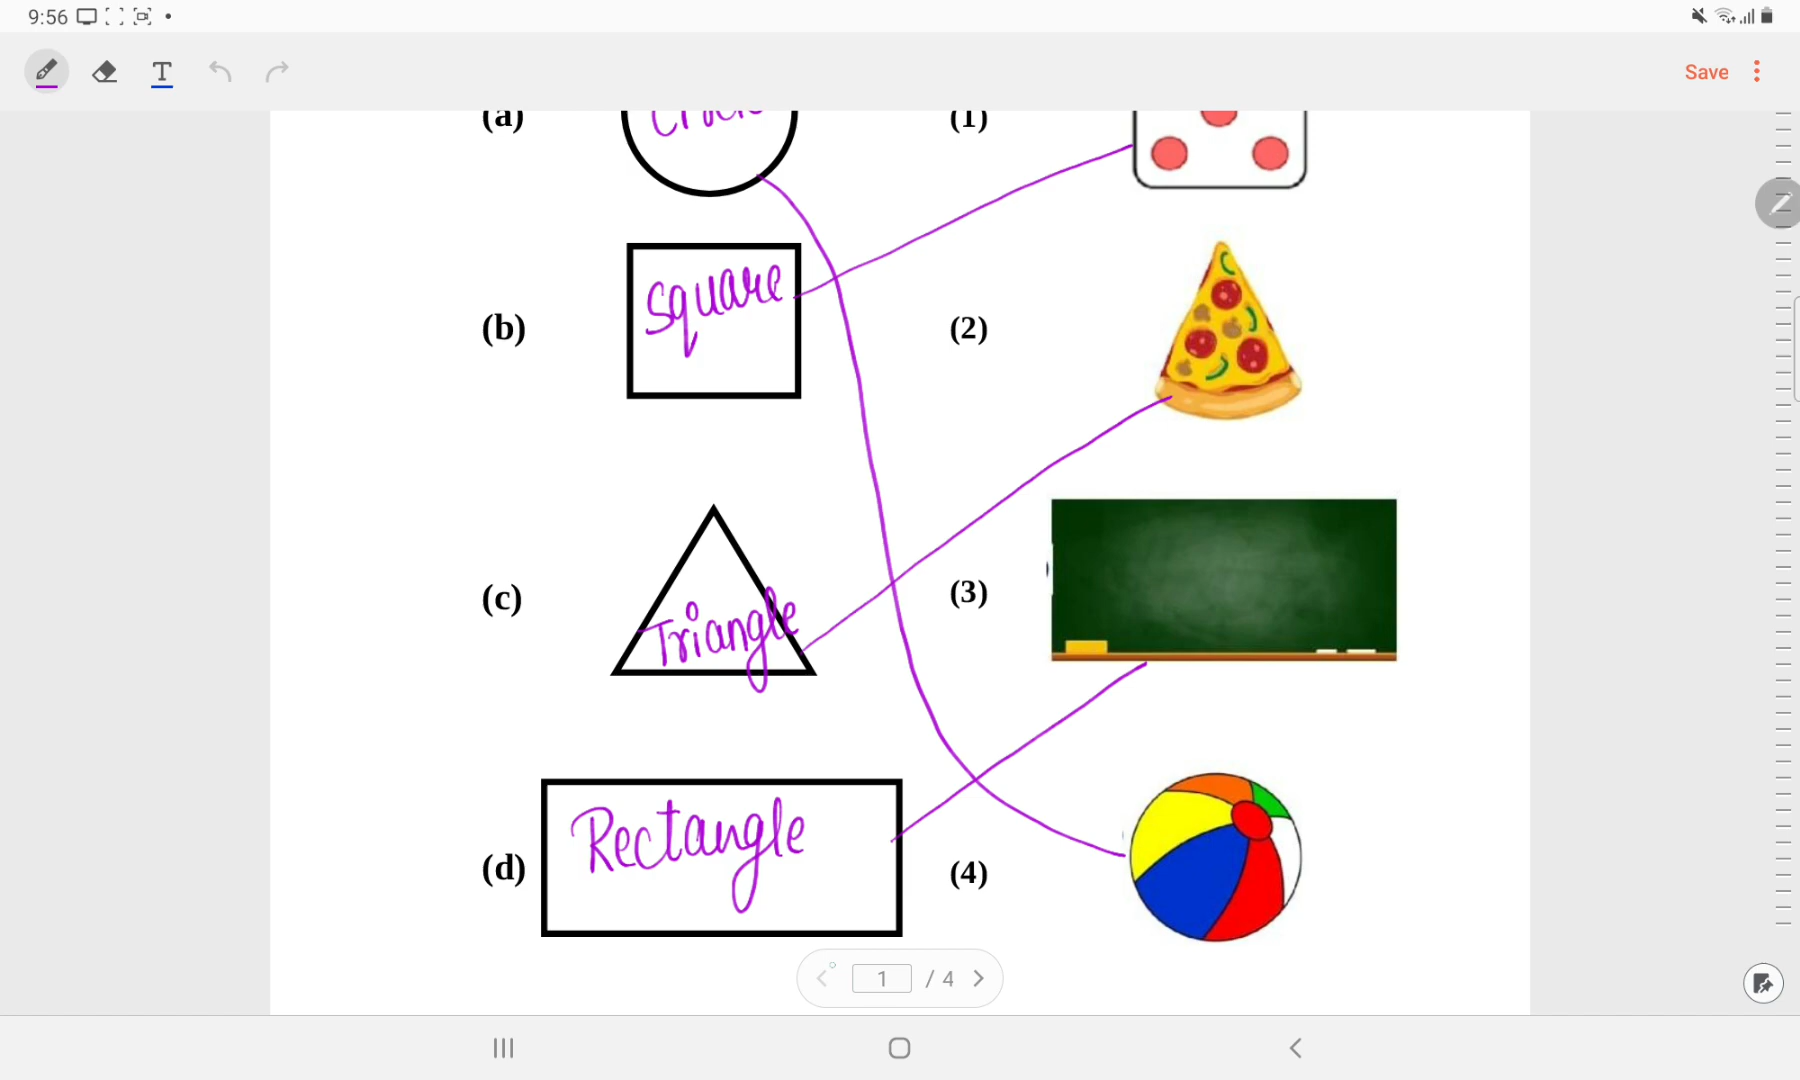 9:56
T
Save
(a)
(1)
(b)
square
(2)
(c)
Triangle
(3)
(d)
Rectangle
(4)
1 / 4